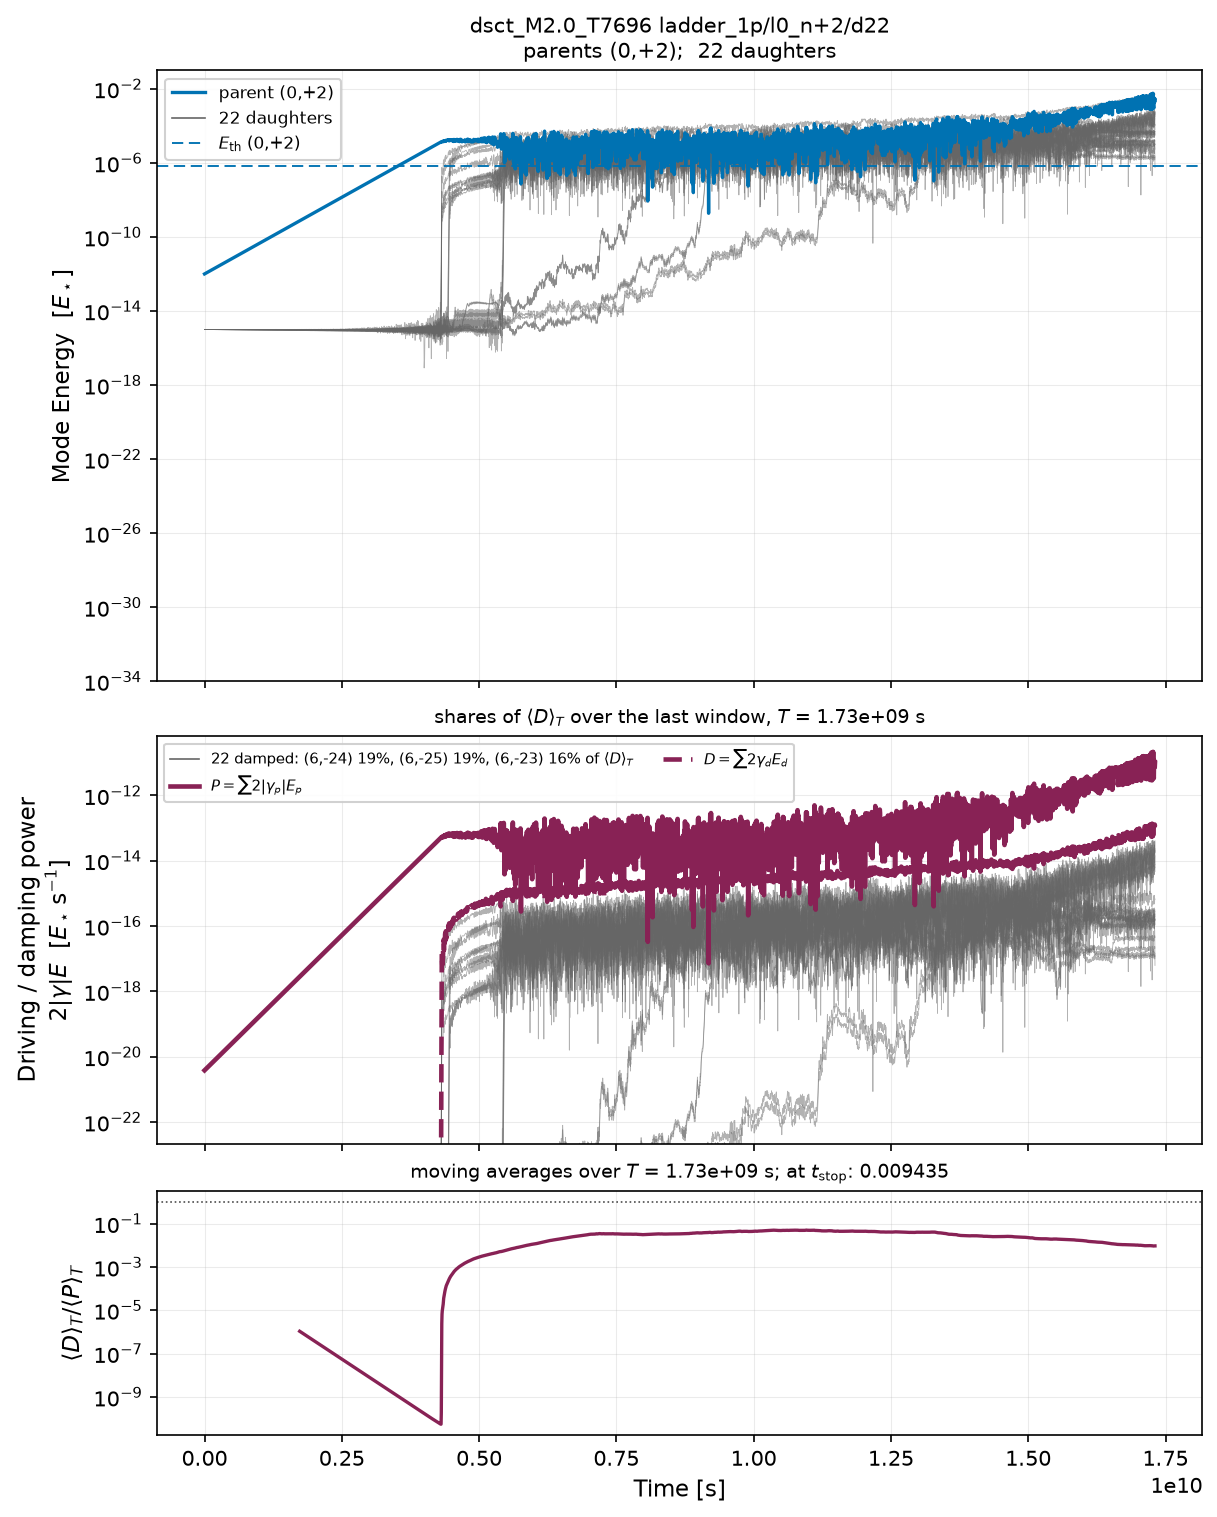 dsct_M2.0_T7696 ladder_1p/l0_n+2/d22
parents (0,+2);  22 daughters
parent (0,+2)
22 daughters
E_th (0,+2)
Mode Energy [E⋆]
10⁻²
10⁻⁶
10⁻¹⁰
10⁻¹⁴
10⁻¹⁸
10⁻²²
10⁻²⁶
10⁻³⁰
10⁻³⁴
shares of ⟨D⟩_T over the last window, T = 1.73e+09 s
22 damped: (6,-24) 19%, (6,-25) 19%, (6,-23) 16% of ⟨D⟩_T
P = ∑2|γ_p|E_p
D = ∑2γ_dE_d
Driving / damping power
2|γ|E [E⋆ s⁻¹]
10⁻¹²
10⁻¹⁴
10⁻¹⁶
10⁻¹⁸
10⁻²⁰
10⁻²²
moving averages over T = 1.73e+09 s; at t_stop: 0.009435
⟨D⟩_T/⟨P⟩_T
10⁻¹
10⁻³
10⁻⁵
10⁻⁷
10⁻⁹
0.00 0.25 0.50 0.75 1.00 1.25 1.50 1.75
1e10
Time [s]